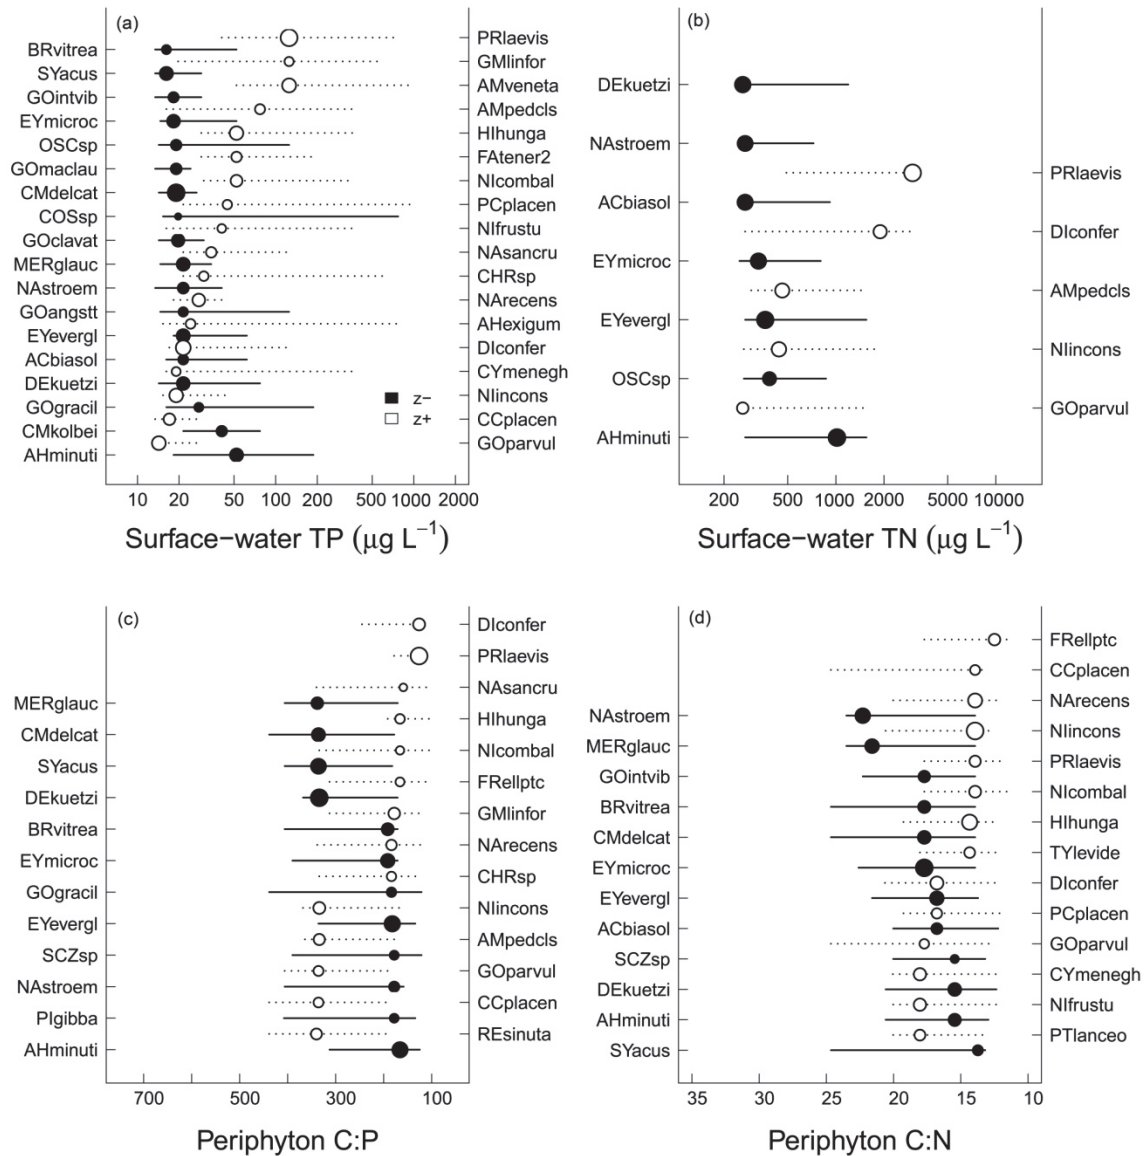 (a)
BRvitrea
SYacus
GOintvib
EYmicroc
OSCsp
GOmaclau
CMdelcat
COSsp
GOclavat
MERglauc
NAstroem
GOangstt
EYevergl
ACbiasol
DEkuetzi
GOgracil
CMkolbei
AHminuti
PRlaevis
GMlinfor
AMveneta
AMpedcls
HIhunga
FAtener2
NIcombal
PCplacen
NIfrustu
NAsancru
CHRsp
NArecens
AHexigum
DIconfer
CYmenegh
NIincons
CCplacen
GOparvul
z−
z+
10 20 50 100 200 500 1000 2000
Surface−water TP (μg L−1)
(b)
DEkuetzi
NAstroem
ACbiasol
EYmicroc
EYevergl
OSCsp
AHminuti
PRlaevis
DIconfer
AMpedcls
NIincons
GOparvul
200 500 1000 2000 5000 10000
Surface−water TN (μg L−1)
(c)
MERglauc
CMdelcat
SYacus
DEkuetzi
BRvitrea
EYmicroc
GOgracil
EYevergl
SCZsp
NAstroem
PIgibba
AHminuti
DIconfer
PRlaevis
NAsancru
HIhunga
NIcombal
FRellptc
GMlinfor
NArecens
CHRsp
NIincons
AMpedcls
GOparvul
CCplacen
REsinuta
700 500 300 100
Periphyton C:P
(d)
NAstroem
MERglauc
GOintvib
BRvitrea
CMdelcat
EYmicroc
EYevergl
ACbiasol
SCZsp
DEkuetzi
AHminuti
SYacus
FRellptc
CCplacen
NArecens
NIincons
PRlaevis
NIcombal
HIhunga
TYlevide
DIconfer
PCplacen
GOparvul
CYmenegh
NIfrustu
PTlanceo
35 30 25 20 15 10
Periphyton C:N